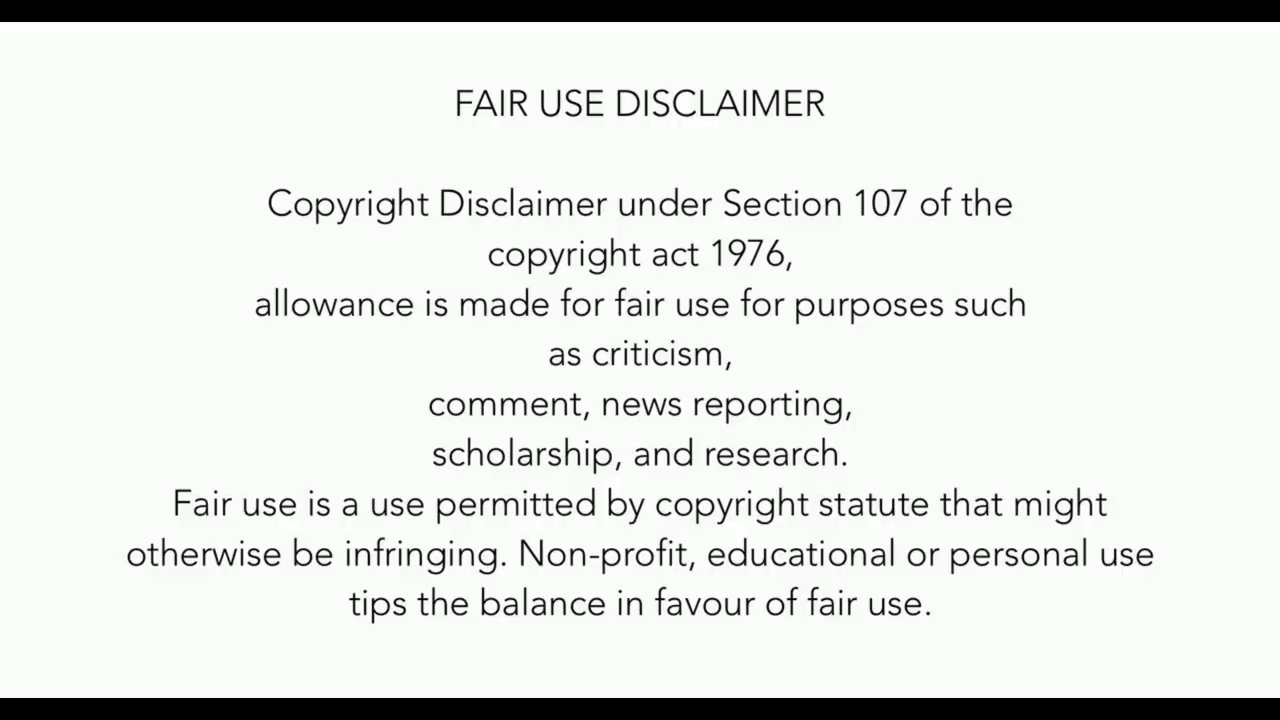 FAIR USE DISCLAIMER
Copyright Disclaimer under Section 107 of the
copyright act 1976,
allowance is made for fair use for purposes such
as criticism,
comment, news reporting,
scholarship, and research.
Fair use is a use permitted by copyright statute that might
otherwise be infringing. Non-profit, educational or personal use
tips the balance in favour of fair use.